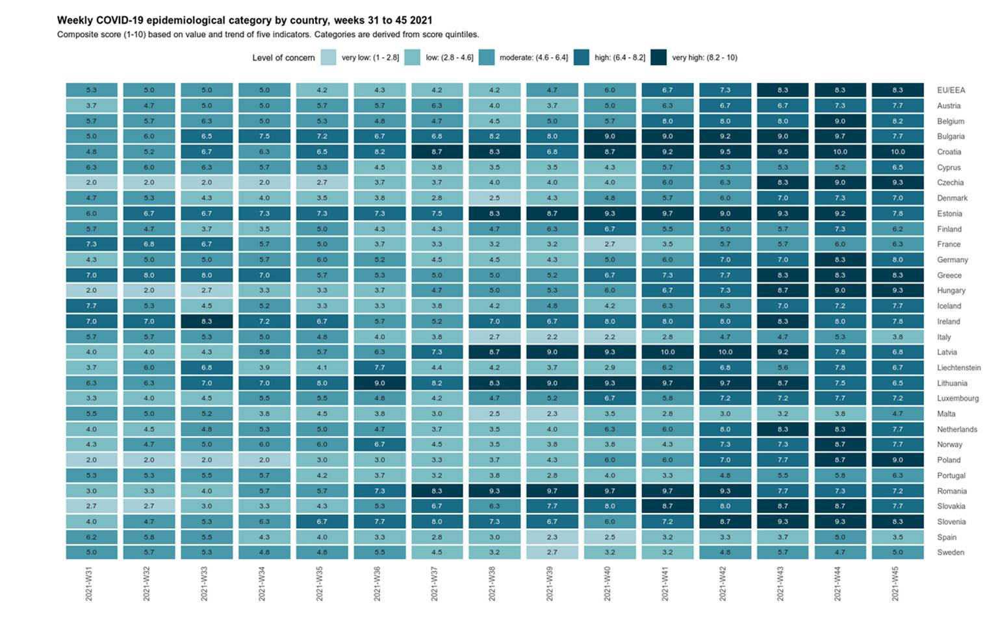 Weekly COVID-19 epidemiological category by country, weeks 31 to 45 2021
Composite score (1-10) based on value and trend of five indicators. Categories are derived from score quintiles.
Level of concern very low: (1 - 2.8] low: (2.8 - 4.6] moderate: (4.6 - 6.4] high: (6.4 - 8.2] very high: (8.2 - 10)
5.3 5.0 5.0 5.0 4.2 4.3 4.2 4.2 4.7 6.0 6.7 7.3 8.3 8.3 8.3 EU/EEA
3.7 4.7 5.0 5.0 5.7 5.7 6.3 4.0 3.7 5.0 6.3 6.7 6.7 7.3 7.7 Austria
5.7 5.7 6.3 5.0 5.3 4.8 4.7 4.5 5.0 5.7 8.0 8.0 8.0 9.0 8.2 Belgium
5.0 6.0 6.5 7.5 7.2 6.7 6.8 8.2 8.0 9.0 9.0 9.2 9.0 9.7 7.7 Bulgaria
4.8 5.2 6.7 6.3 6.5 8.2 8.7 8.3 6.8 8.7 9.2 9.5 9.5 10.0 10.0 Croatia
6.3 6.0 6.3 5.7 5.3 4.5 3.8 3.5 3.5 4.3 5.7 5.3 5.3 5.2 6.5 Cyprus
2.0 2.0 2.0 2.0 2.7 3.7 3.7 4.0 4.0 4.0 6.0 6.3 8.3 9.0 9.3 Czechia
4.7 5.3 4.3 4.0 3.5 3.8 2.8 2.5 4.3 4.8 5.7 6.0 7.0 7.3 7.0 Denmark
6.0 6.7 6.7 7.3 7.3 7.3 7.5 8.3 8.7 9.3 9.7 9.0 9.3 9.2 7.8 Estonia
5.7 4.7 3.7 3.5 5.0 4.3 4.3 4.7 6.3 6.7 5.5 5.0 5.7 7.3 6.2 Finland
7.3 6.8 6.7 5.7 5.0 3.7 3.3 3.2 3.2 2.7 3.5 5.7 5.7 6.0 6.3 France
4.3 5.0 5.0 5.7 6.0 5.2 4.5 4.5 4.3 5.0 6.0 7.0 7.0 8.3 8.0 Germany
7.0 8.0 8.0 7.0 5.7 5.3 5.0 5.0 5.2 6.7 7.3 7.7 8.3 8.3 8.3 Greece
2.0 2.0 2.7 3.3 3.3 3.7 4.7 5.0 5.3 6.0 6.7 7.3 8.7 9.0 9.3 Hungary
7.7 5.3 4.5 5.2 3.3 3.3 3.8 4.2 4.8 4.2 6.3 6.3 7.0 7.2 7.7 Iceland
7.0 7.0 8.3 7.2 6.7 5.7 5.2 7.0 6.7 8.0 8.0 8.0 8.3 8.0 7.8 Ireland
5.7 5.7 5.3 5.0 4.8 4.0 3.8 2.7 2.2 2.2 2.8 4.7 4.7 5.3 3.8 Italy
4.0 4.0 4.3 5.8 5.7 6.3 7.3 8.7 9.0 9.3 10.0 10.0 9.2 7.8 6.8 Latvia
3.7 6.0 6.8 3.9 4.1 7.7 4.4 4.2 3.7 2.9 6.2 6.8 5.6 7.8 6.7 Liechtenstein
6.3 6.3 7.0 7.0 8.0 9.0 8.2 8.3 9.0 9.3 9.7 9.7 8.7 7.5 6.5 Lithuania
3.3 4.0 4.5 5.5 5.5 4.8 4.2 4.7 5.2 6.7 5.8 7.2 7.2 7.7 7.2 Luxembourg
5.5 5.0 5.2 3.8 4.5 3.8 3.0 2.5 2.3 3.5 2.8 3.0 3.2 3.8 4.7 Malta
4.0 4.5 4.8 5.3 5.0 4.7 3.7 3.5 4.0 6.3 6.0 8.0 8.3 8.3 7.7 Netherlands
4.3 4.7 5.0 6.0 6.0 6.7 4.5 3.5 3.8 3.8 4.3 7.3 7.3 8.7 7.7 Norway
2.0 2.0 2.0 2.0 3.0 3.0 3.3 3.7 4.3 6.0 6.0 7.0 7.7 8.7 9.0 Poland
5.3 5.3 5.5 5.7 4.2 3.7 3.2 3.8 2.8 4.0 3.3 4.8 5.5 5.8 6.3 Portugal
3.0 3.3 4.0 5.7 5.7 7.3 8.3 9.3 9.7 9.7 9.7 9.3 7.7 7.3 7.2 Romania
2.7 2.7 3.0 3.3 4.3 5.3 6.7 6.3 7.7 8.0 8.7 8.0 8.7 8.7 7.7 Slovakia
4.0 4.7 5.3 6.3 6.7 7.7 8.0 7.3 6.7 6.0 7.2 8.7 9.3 9.3 8.3 Slovenia
6.2 5.8 5.5 4.3 4.0 3.3 2.8 3.0 2.3 2.5 3.2 3.3 3.7 5.0 3.5 Spain
5.0 5.7 5.3 4.8 4.8 5.5 4.5 3.2 2.7 3.2 3.2 4.8 5.7 4.7 5.0 Sweden
2021-W31 2021-W32 2021-W33 2021-W34 2021-W35 2021-W36 2021-W37 2021-W38 2021-W39 2021-W40 2021-W41 2021-W42 2021-W43 2021-W44 2021-W45